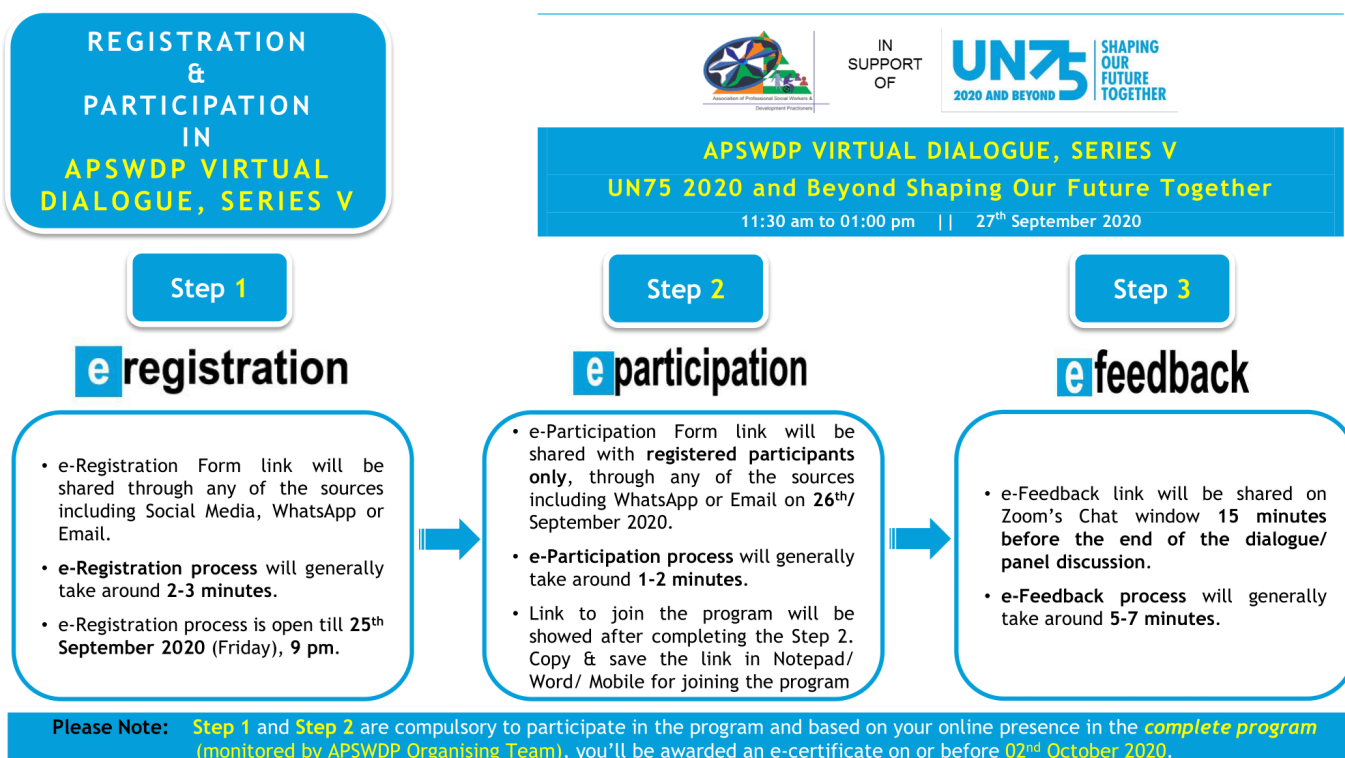 REGISTRATION
&
PARTICIPATION
IN
APSWDP VIRTUAL
DIALOGUE, SERIES V
Association of Professional Social Workers &
Development Practioners
IN
SUPPORT
OF
UN75
2020 AND BEYOND
SHAPING
OUR
FUTURE
TOGETHER
APSWDP VIRTUAL DIALOGUE, SERIES V
UN75 2020 and Beyond Shaping Our Future Together
11:30 am to 01:00 pm || 27th September 2020
Step 1
e registration
• e-Registration Form link will be
shared through any of the sources
including Social Media, WhatsApp or
Email.
• e-Registration process will generally
take around 2-3 minutes.
• e-Registration process is open till 25th
September 2020 (Friday), 9 pm.
Step 2
e participation
• e-Participation Form link will be
shared with registered participants
only, through any of the sources
including WhatsApp or Email on 26th/
September 2020.
• e-Participation process will generally
take around 1-2 minutes.
• Link to join the program will be
showed after completing the Step 2.
Copy & save the link in Notepad/
Word/ Mobile for joining the program
Step 3
e feedback
• e-Feedback link will be shared on
Zoom's Chat window 15 minutes
before the end of the dialogue/
panel discussion.
• e-Feedback process will generally
take around 5-7 minutes.
Please Note: Step 1 and Step 2 are compulsory to participate in the program and based on your online presence in the complete program
(monitored by APSWDP Organising Team), you'll be awarded an e-certificate on or before 02nd October 2020.